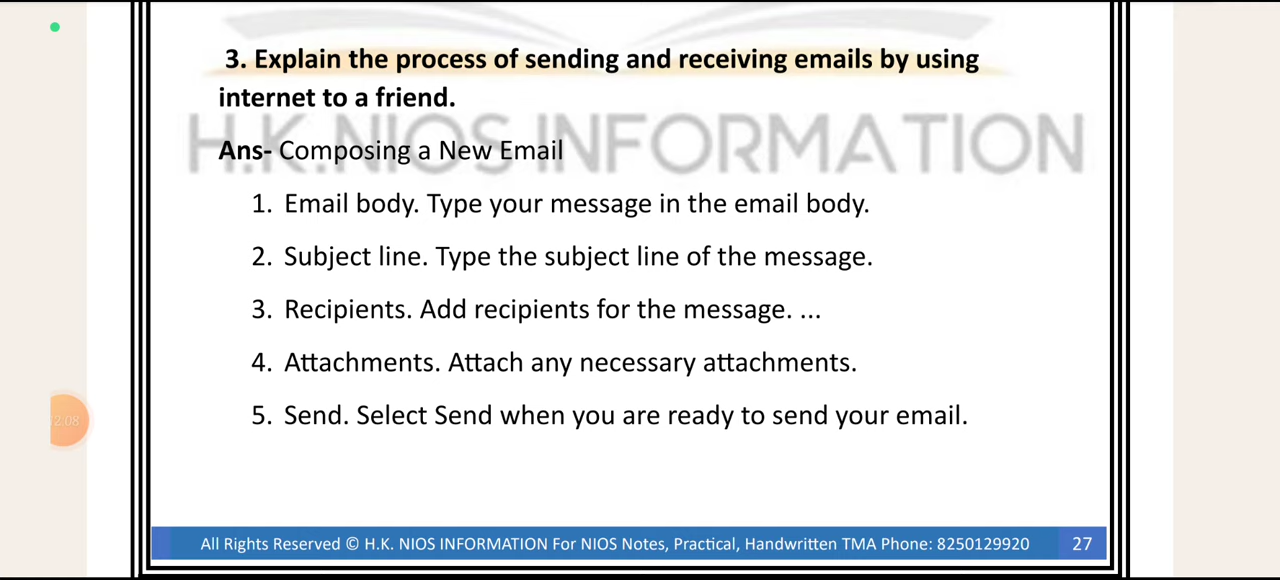 3. Explain the process of sending and receiving emails by using
internet to a friend.
H.K.NIOS INFORMATION
Ans- Composing a New Email
1. Email body. Type your message in the email body.
2. Subject line. Type the subject line of the message.
3. Recipients. Add recipients for the message. ...
4. Attachments. Attach any necessary attachments.
5. Send. Select Send when you are ready to send your email.
12:08
All Rights Reserved © H.K. NIOS INFORMATION For NIOS Notes, Practical, Handwritten TMA Phone: 8250129920 27